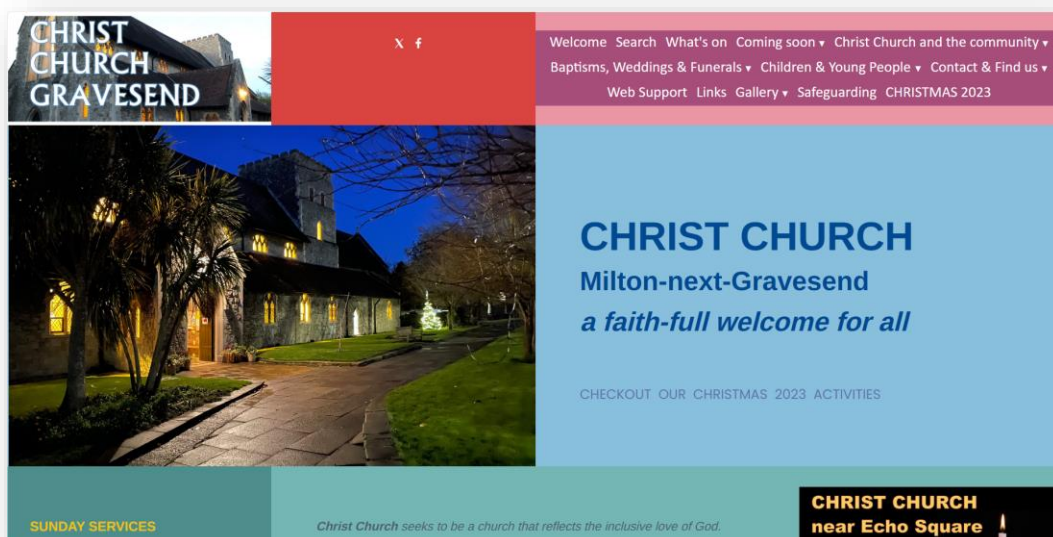 CHRIST
CHURCH
GRAVESEND
X f
Welcome Search What's on Coming soon ▾ Christ Church and the community ▾
Baptisms, Weddings & Funerals ▾ Children & Young People ▾ Contact & Find us ▾
Web Support Links Gallery ▾ Safeguarding CHRISTMAS 2023
CHRIST CHURCH
Milton-next-Gravesend
a faith-full welcome for all
CHECKOUT OUR CHRISTMAS 2023 ACTIVITIES
SUNDAY SERVICES
Christ Church seeks to be a church that reflects the inclusive love of God.
CHRIST CHURCH
near Echo Square